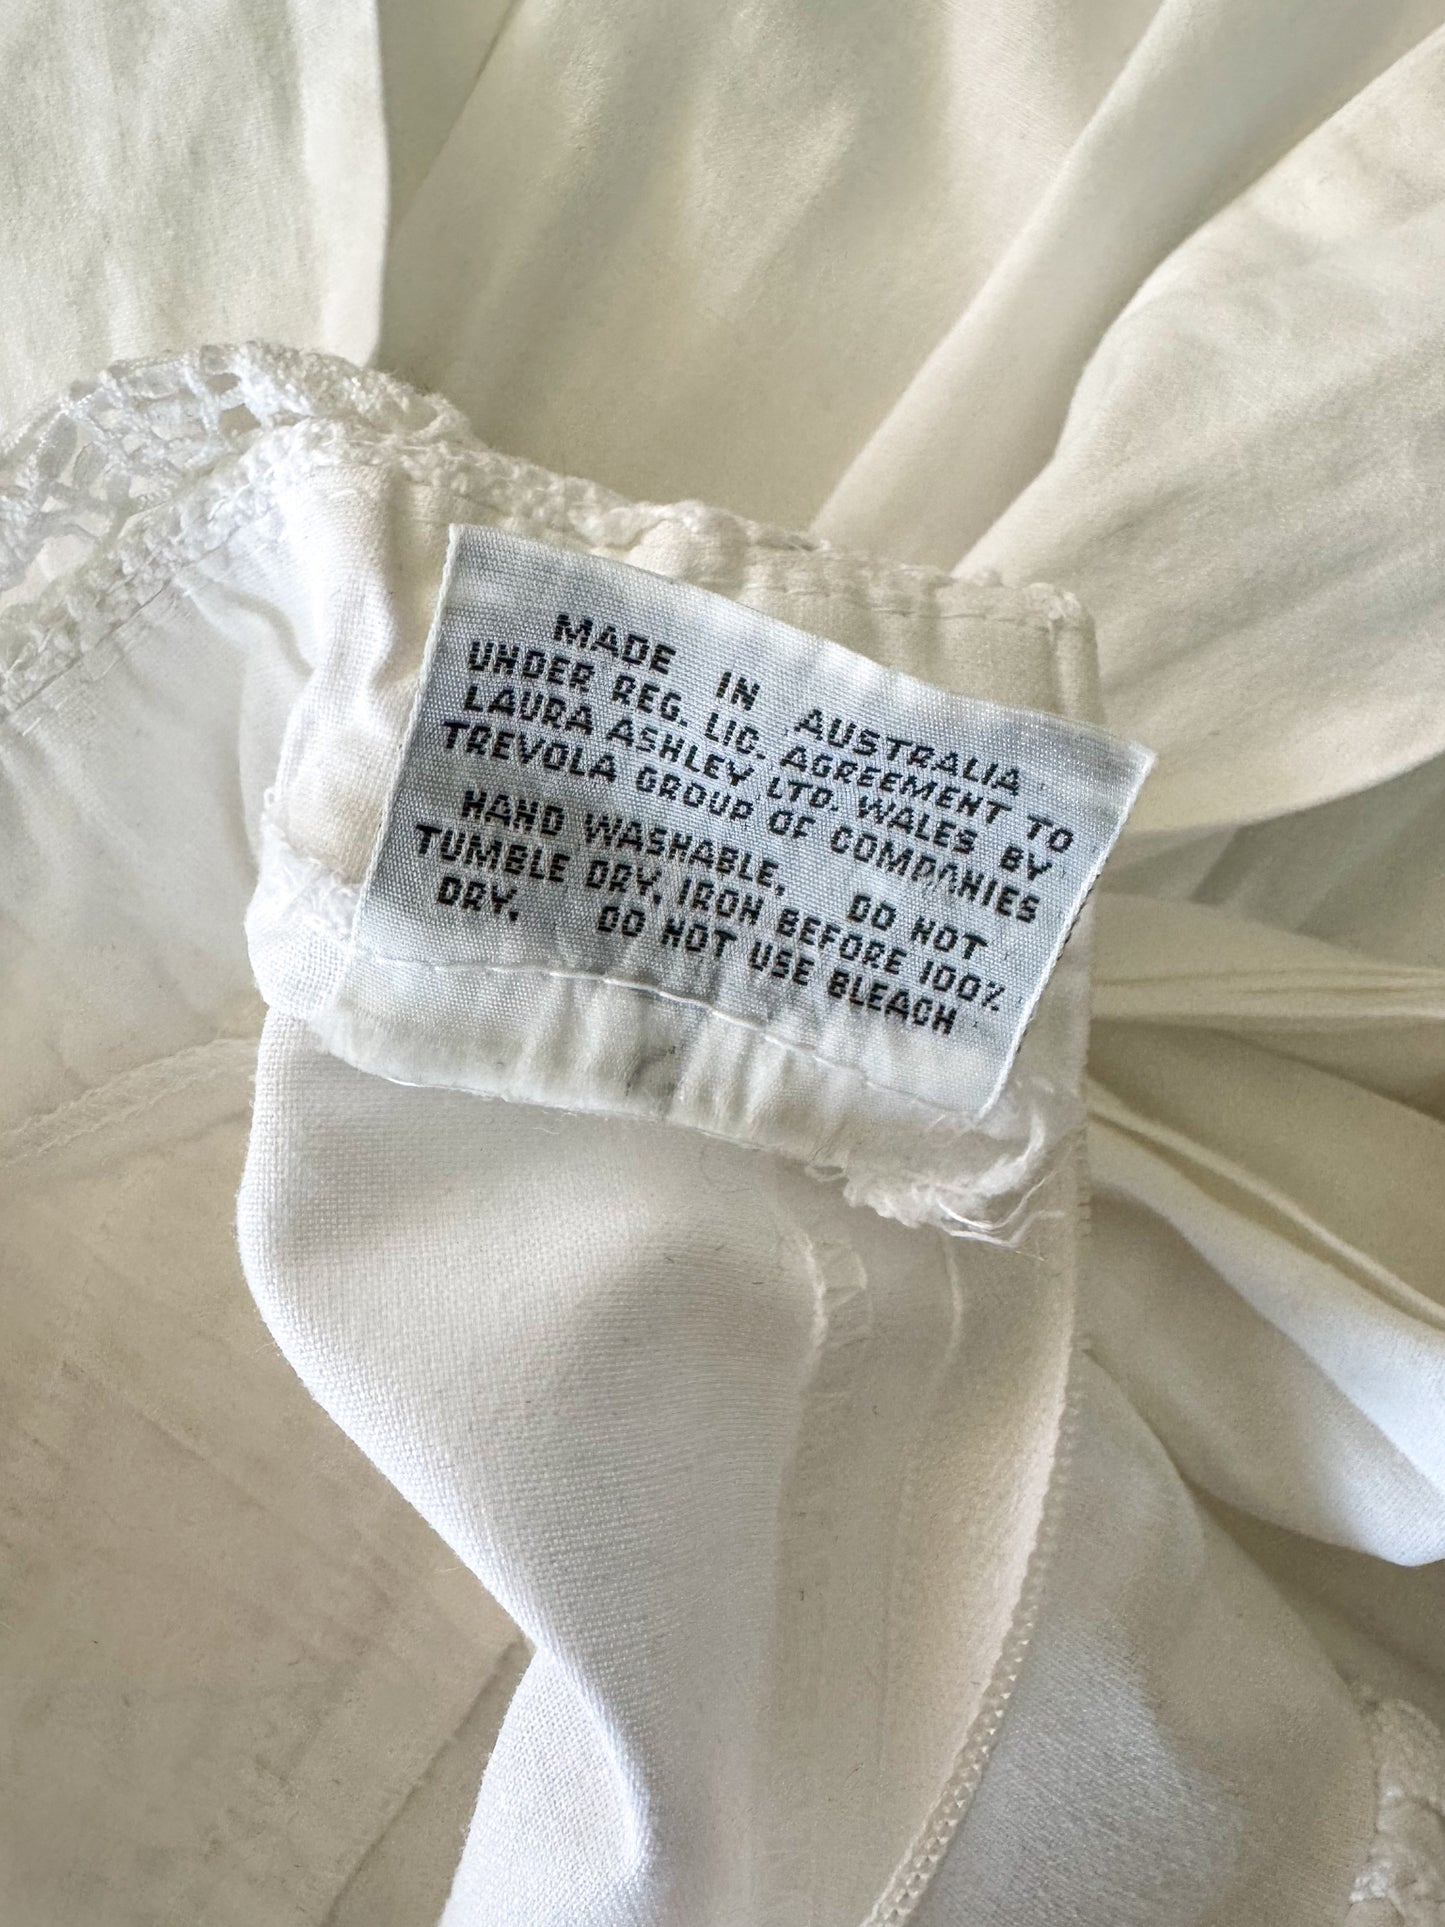 MADE IN AUSTRALIA
UNDER REG. LIC. AGREEMENT TO
LAURA ASHLEY LTD. WALES BY
TREVOLA GROUP OF COMPANIES
HAND WASHABLE, DO NOT
TUMBLE DRY, IRON BEFORE 100%
DRY. DO NOT USE BLEACH